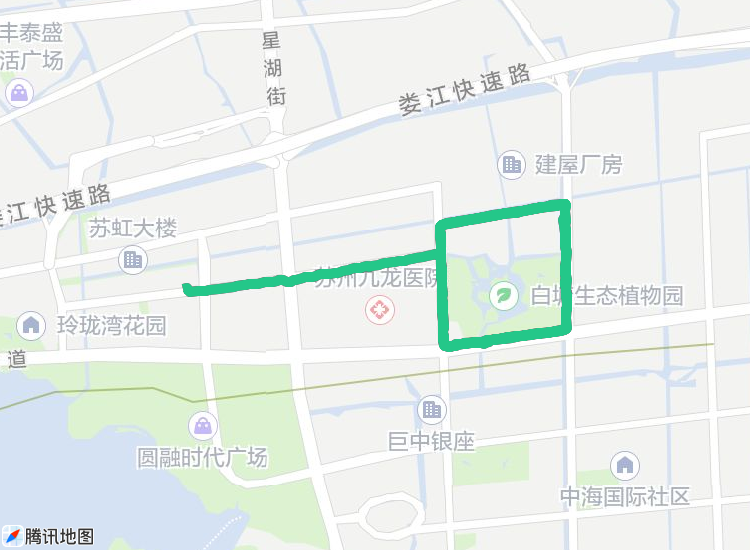 丰泰盛
活广场
星湖街
娄江快速路
建屋厂房
娄江快速路
苏虹大楼
苏州九龙医院
白塘生态植物园
玲珑湾花园
道
巨中银座
圆融时代广场
中海国际社区
腾讯地图